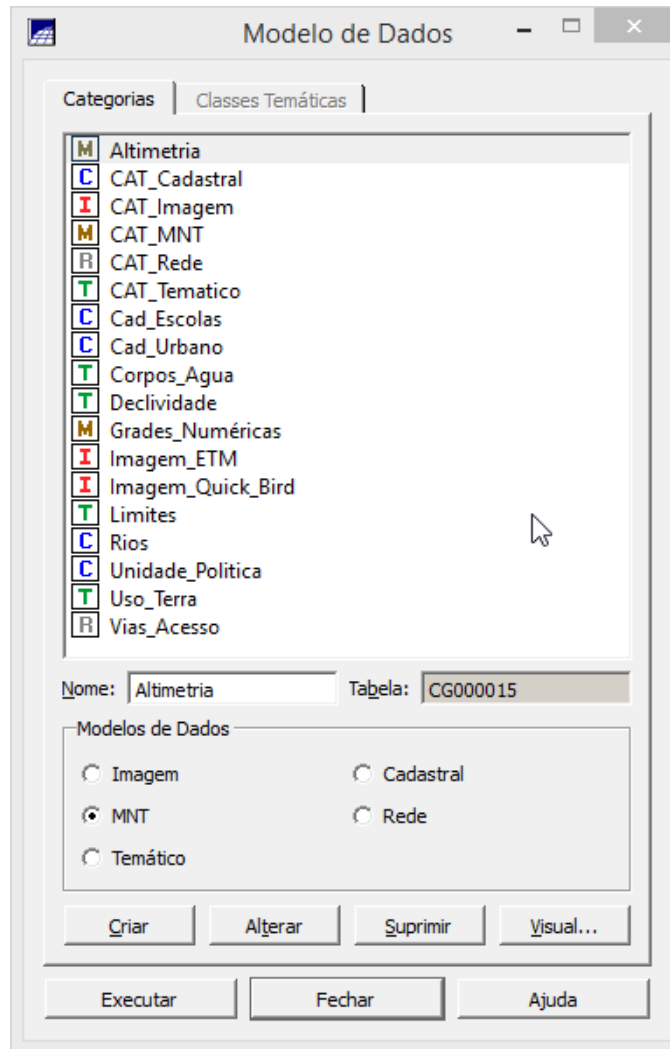 Modelo de Dados
Categorias Classes Temáticas
M Altimetria
C CAT_Cadastral
I CAT_Imagem
M CAT_MNT
R CAT_Rede
T CAT_Tematico
C Cad_Escolas
C Cad_Urbano
T Corpos_Agua
T Declividade
M Grades_Numéricas
I Imagem_ETM
I Imagem_Quick_Bird
T Limites
C Rios
C Unidade_Politica
T Uso_Terra
R Vias_Acesso
Nome: Altimetria Tabela: CG000015
Modelos de Dados
Imagem Cadastral
MNT Rede
Temático
Criar Alterar Suprimir Visual...
Executar Fechar Ajuda